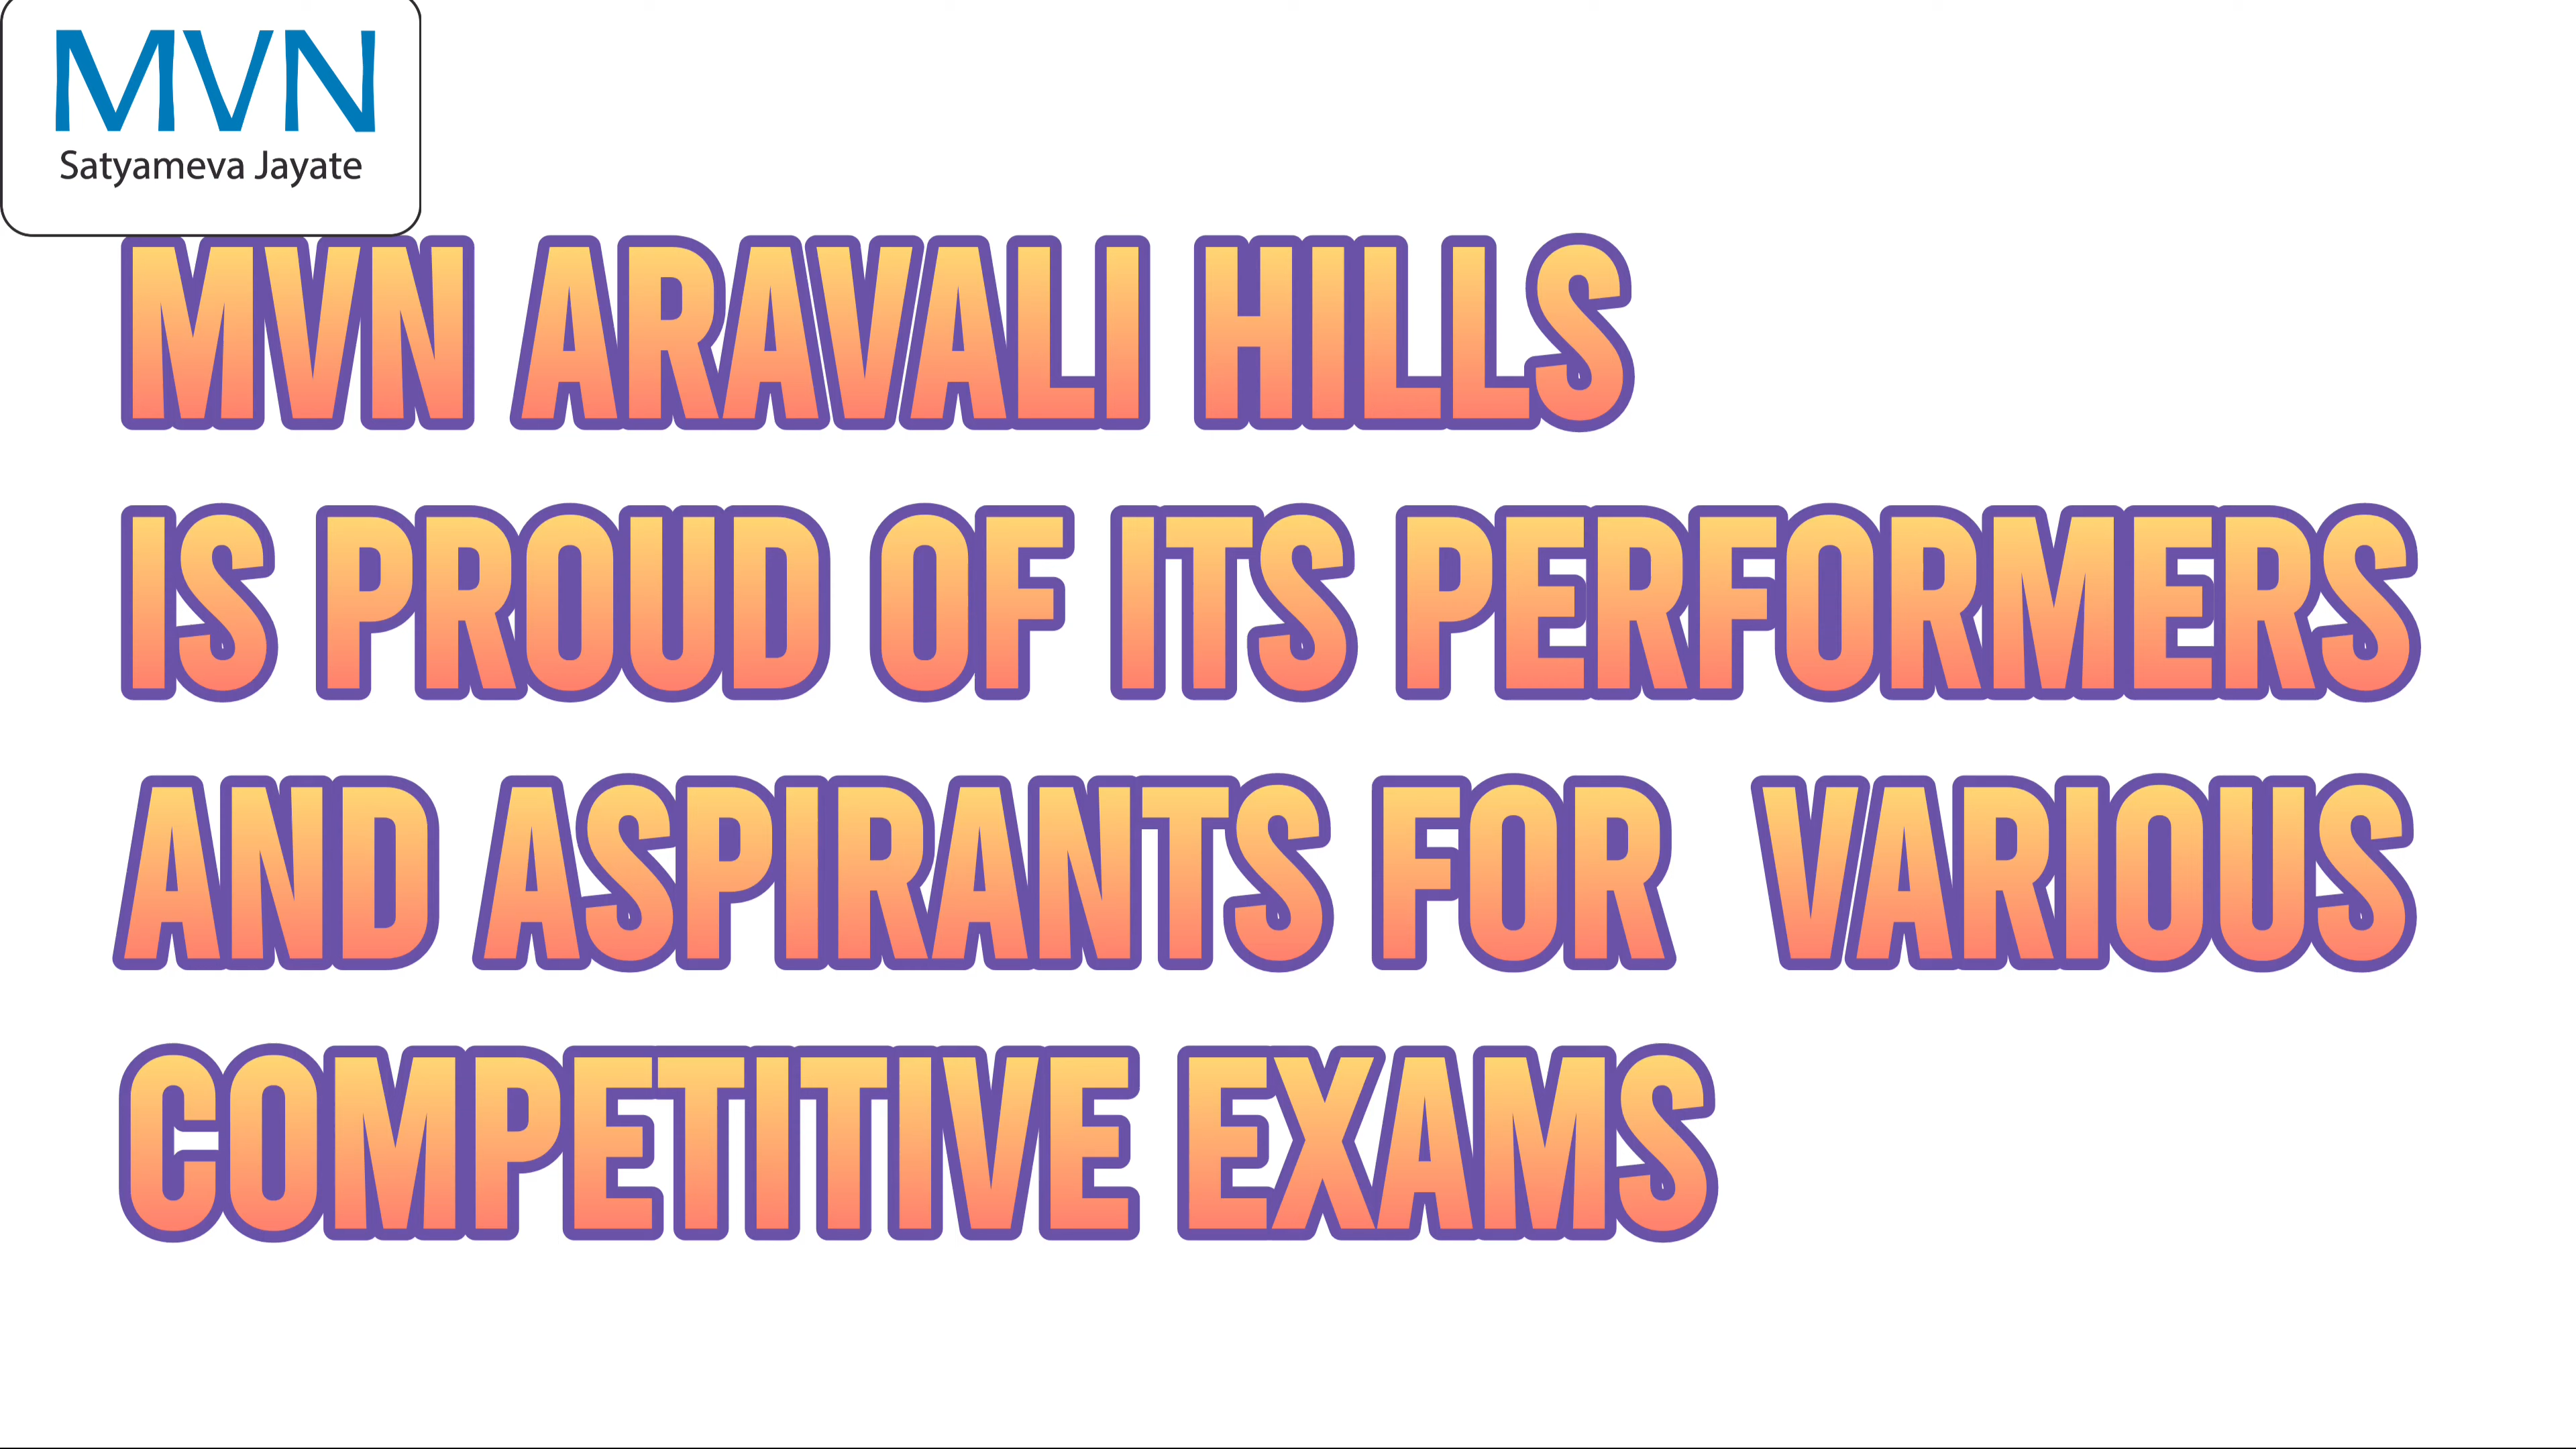 MVN
Satyameva Jayate
MVN ARAVALI HILLS
IS PROUD OF ITS PERFORMERS
AND ASPIRANTS FOR VARIOUS
COMPETITIVE EXAMS